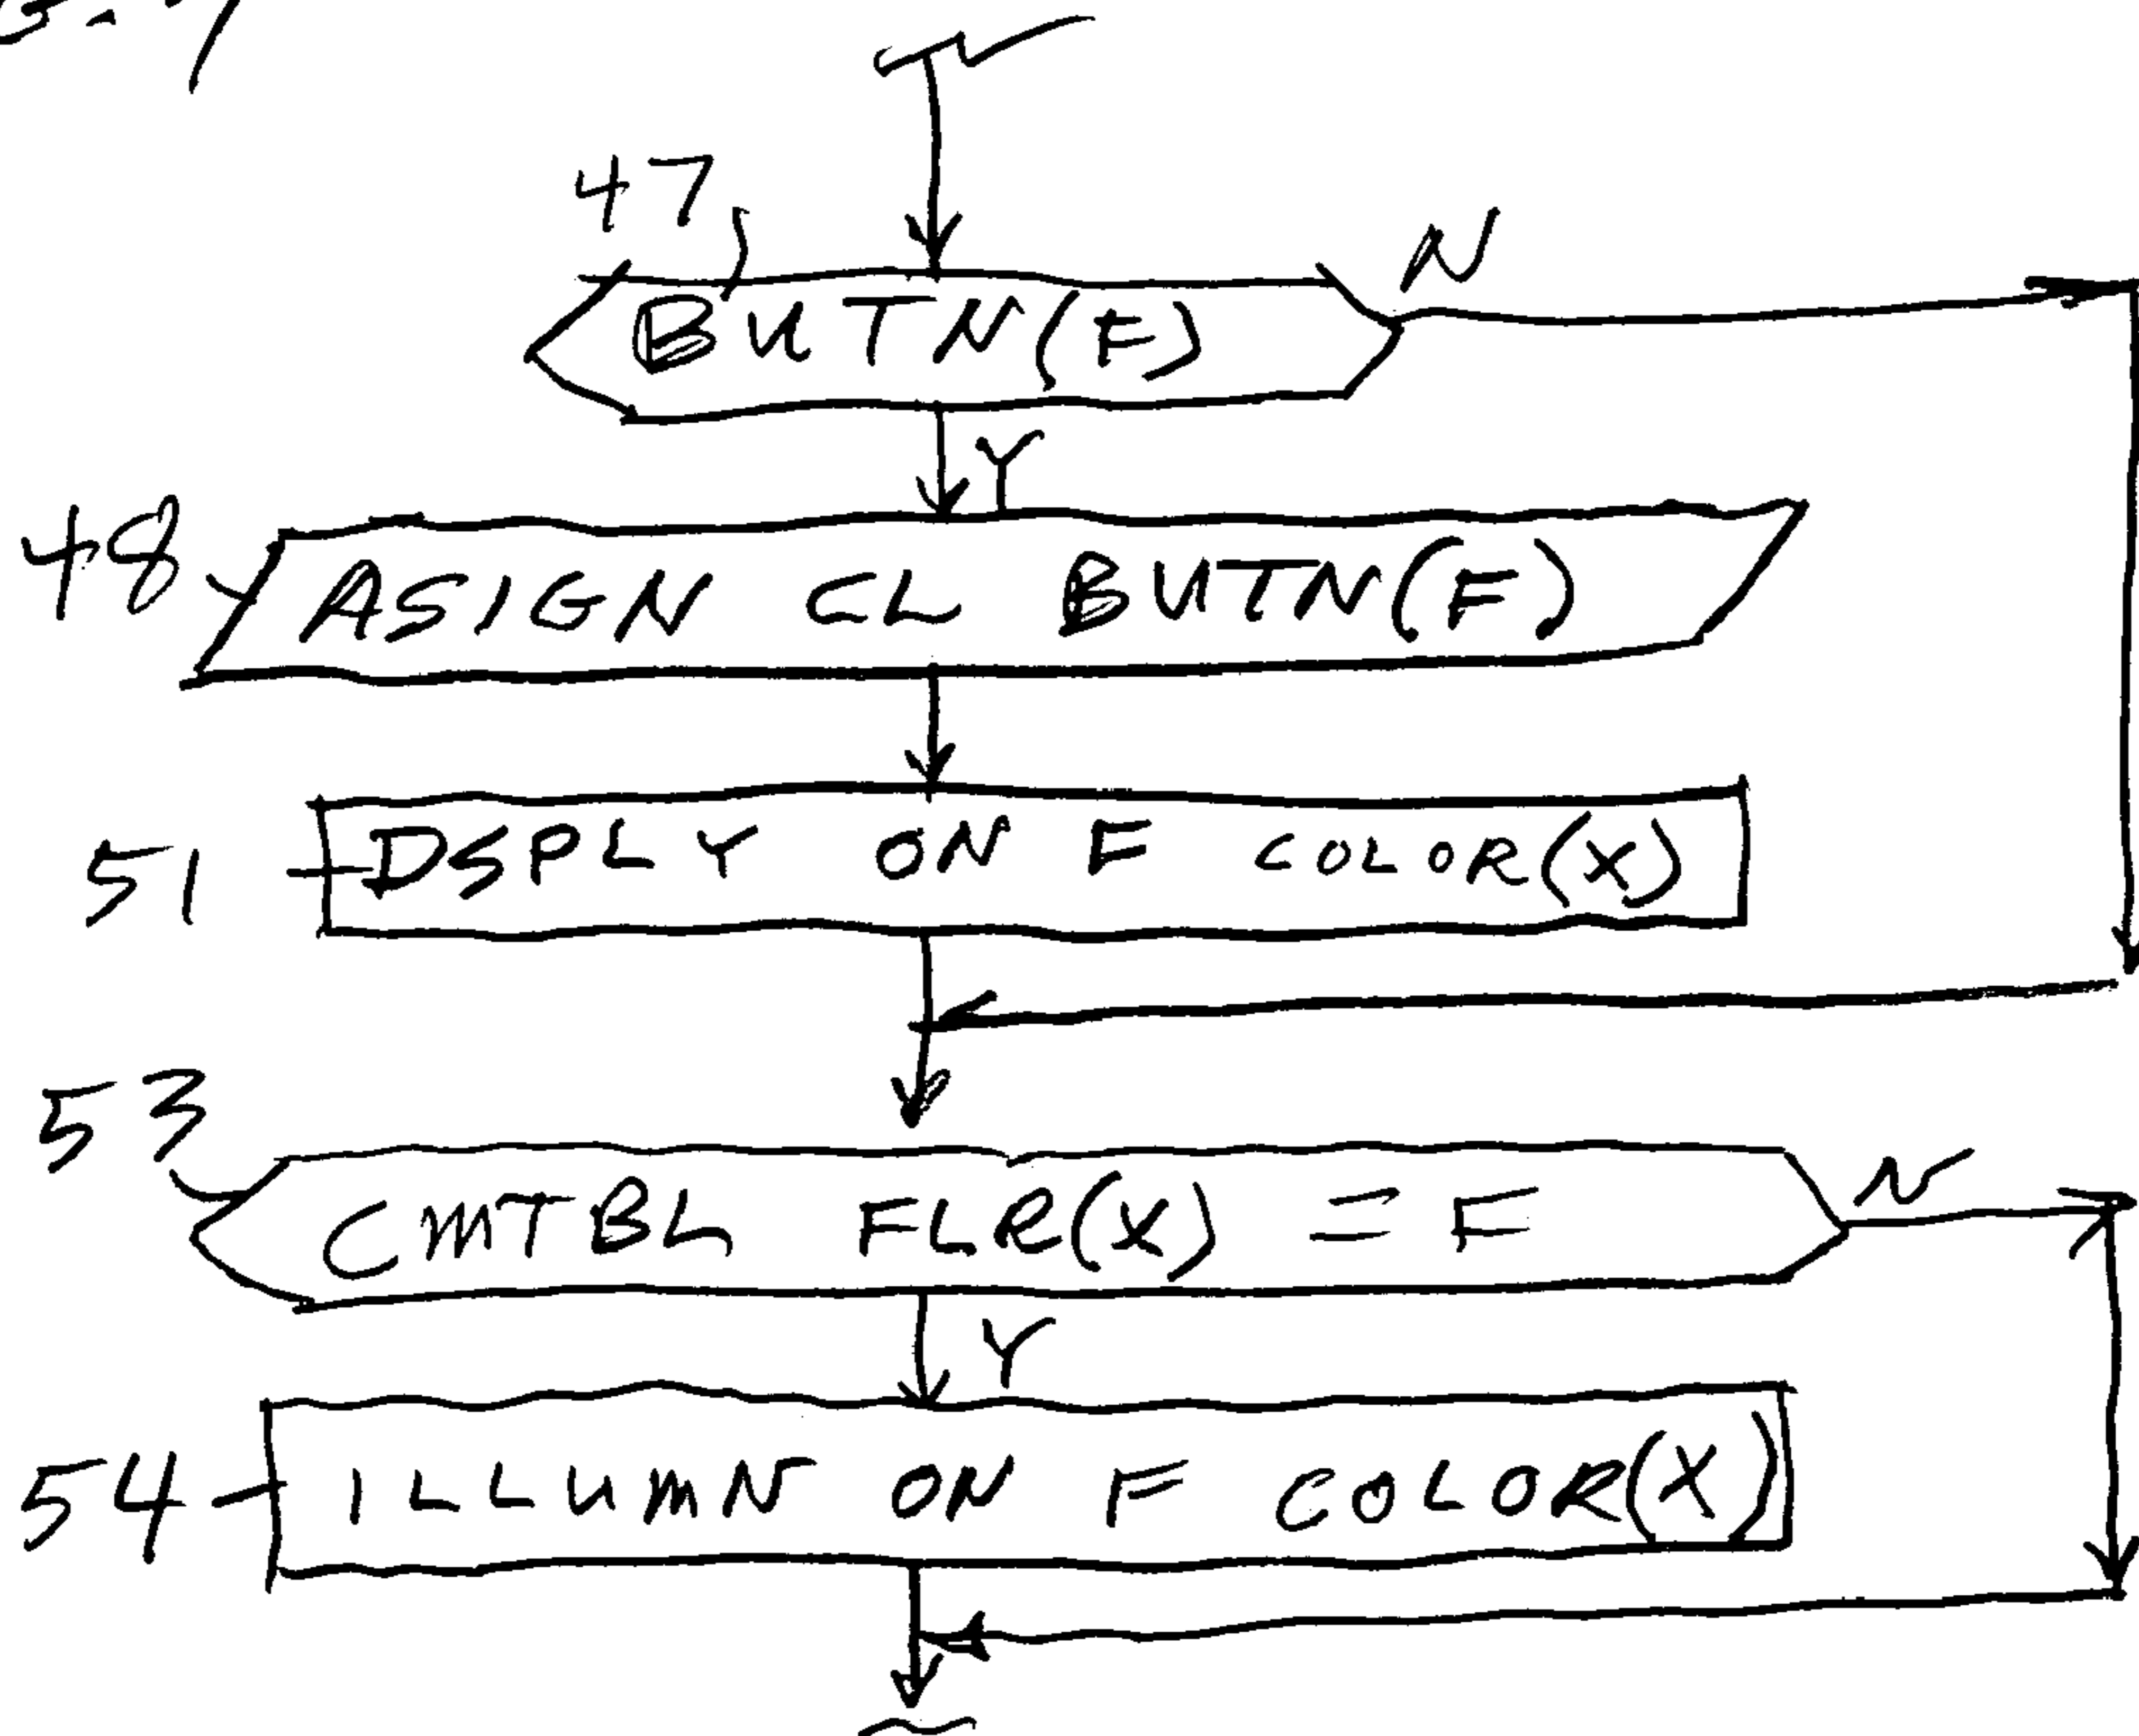 47
BUTN(F) N
Y
48 ASIGN CL BUTN(F)
51 DSPLY ON F COLOR(X)
53
CMTBL FLR(X) = F N
Y
54 ILLUMN ON F COLOR(X)